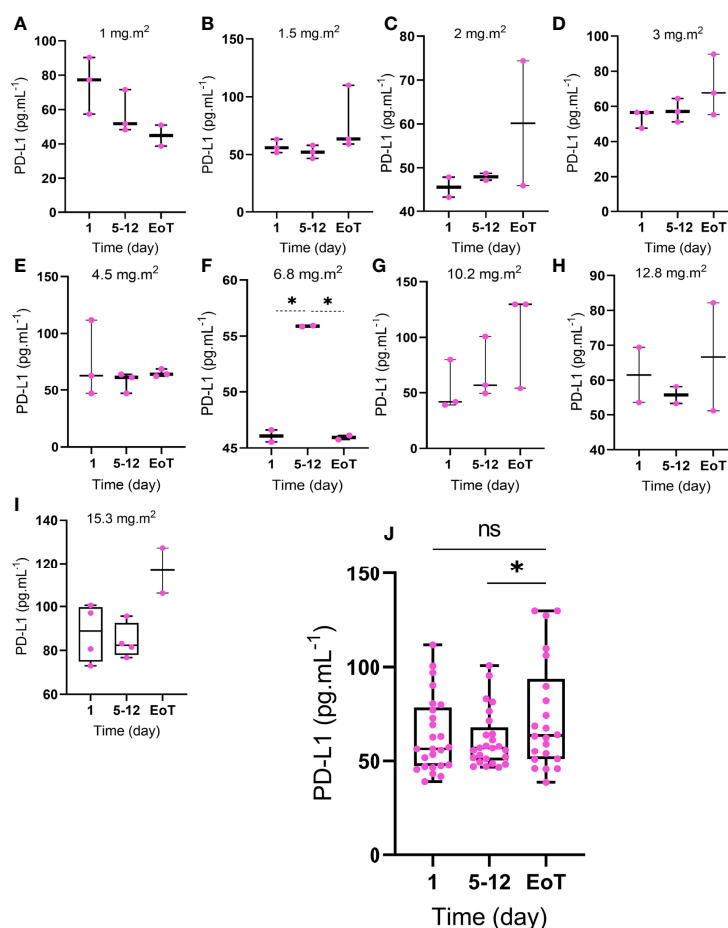 A
1 mg.m²
PD-L1 (pg.mL⁻¹)
100
80
60
40
20
0
1 5-12 EoT
Time (day)
B
1.5 mg.m²
PD-L1 (pg.mL⁻¹)
150
100
50
0
1 5-12 EoT
Time (day)
C
2 mg.m²
PD-L1 (pg.mL⁻¹)
80
70
60
50
40
1 5-12 EoT
Time (day)
D
3 mg.m²
PD-L1 (pg.mL⁻¹)
100
80
60
40
20
0
1 5-12 EoT
Time (day)
E
4.5 mg.m²
PD-L1 (pg.mL⁻¹)
150
100
50
0
1 5-12 EoT
Time (day)
F
6.8 mg.m²
PD-L1 (pg.mL⁻¹)
* *
60
55
50
45
1 5-12 EoT
Time (day)
G
10.2 mg.m²
PD-L1 (pg.mL⁻¹)
150
100
50
0
1 5-12 EoT
Time (day)
H
12.8 mg.m²
PD-L1 (pg.mL⁻¹)
90
80
70
60
50
40
1 5-12 EoT
Time (day)
I
15.3 mg.m²
PD-L1 (pg.mL⁻¹)
140
120
100
80
60
1 5-12 EoT
Time (day)
J
ns
*
PD-L1 (pg.mL⁻¹)
150
100
50
0
1 5-12 EoT
Time (day)